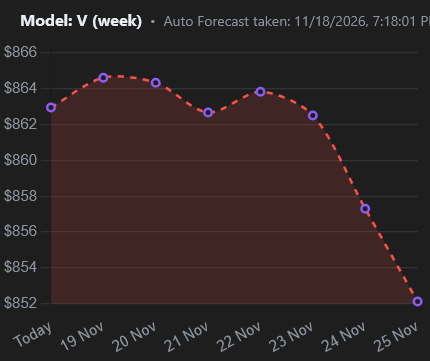 Model: V (week) • Auto Forecast taken: 11/18/2026, 7:18:01 P
$866
$864
$862
$860
$858
$856
$854
$852
Today
19 Nov
20 Nov
21 Nov
22 Nov
23 Nov
24 Nov
25 Nov